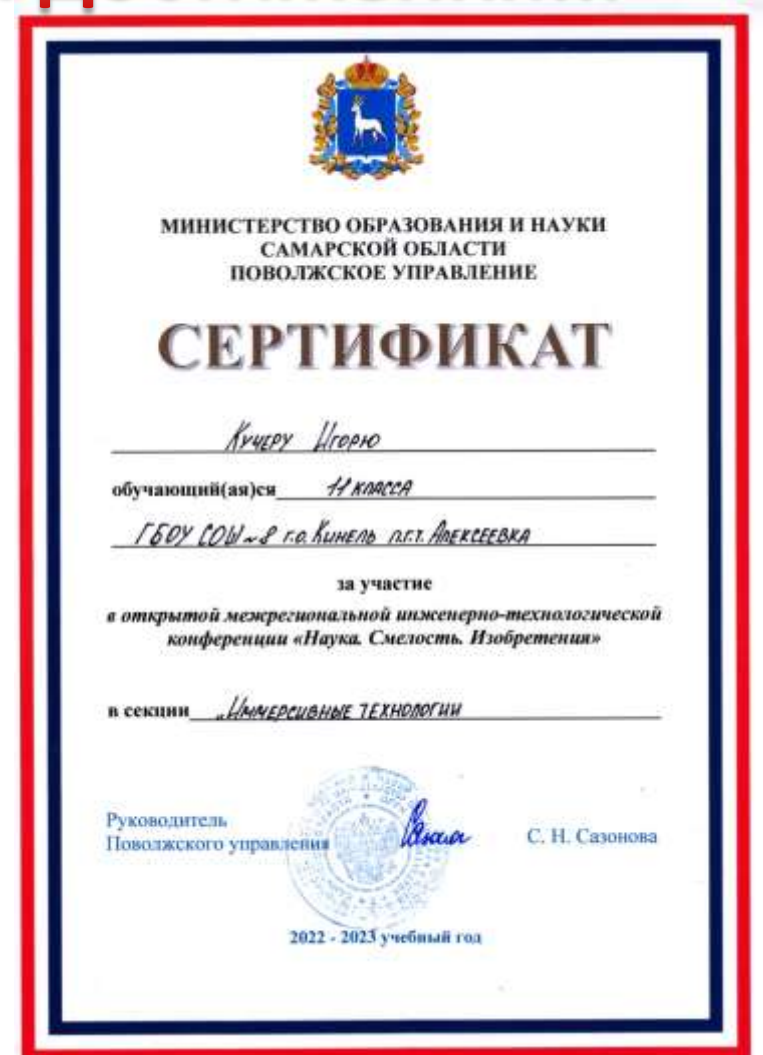 МИНИСТЕРСТВО ОБРАЗОВАНИЯ И НАУКИ
САМАРСКОЙ ОБЛАСТИ
ПОВОЛЖСКОЕ УПРАВЛЕНИЕ
СЕРТИФИКАТ
Кучеру Игорю
обучающий(ая)ся 11 класса
ГБОУ СОШ №8 г.о. Кинель п.г.т. Алексеевка
за участие
в открытой межрегиональной инженерно-технологической
конференции «Наука. Смелость. Изобретения»
в секции „Иммерсивные технологии
Руководитель
Поволжского управления
С. Н. Сазонова
2022 - 2023 учебный год